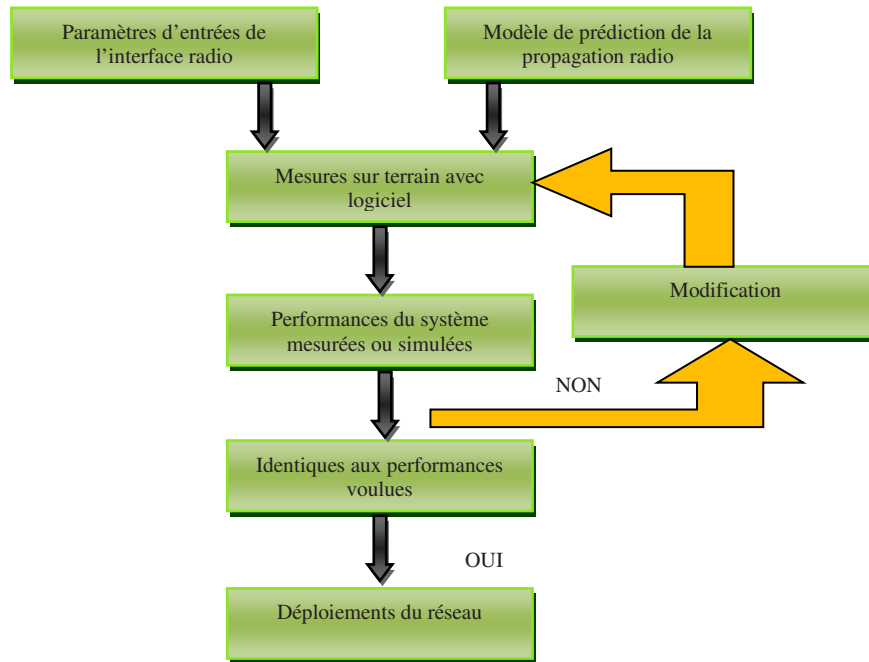 Paramètres d’entrées de
l’interface radio
Modèle de prédiction de la
propagation radio
Mesures sur terrain avec
logiciel
Modification
Performances du système
mesurées ou simulées
NON
Identiques aux performances
voulues
OUI
Déploiements du réseau